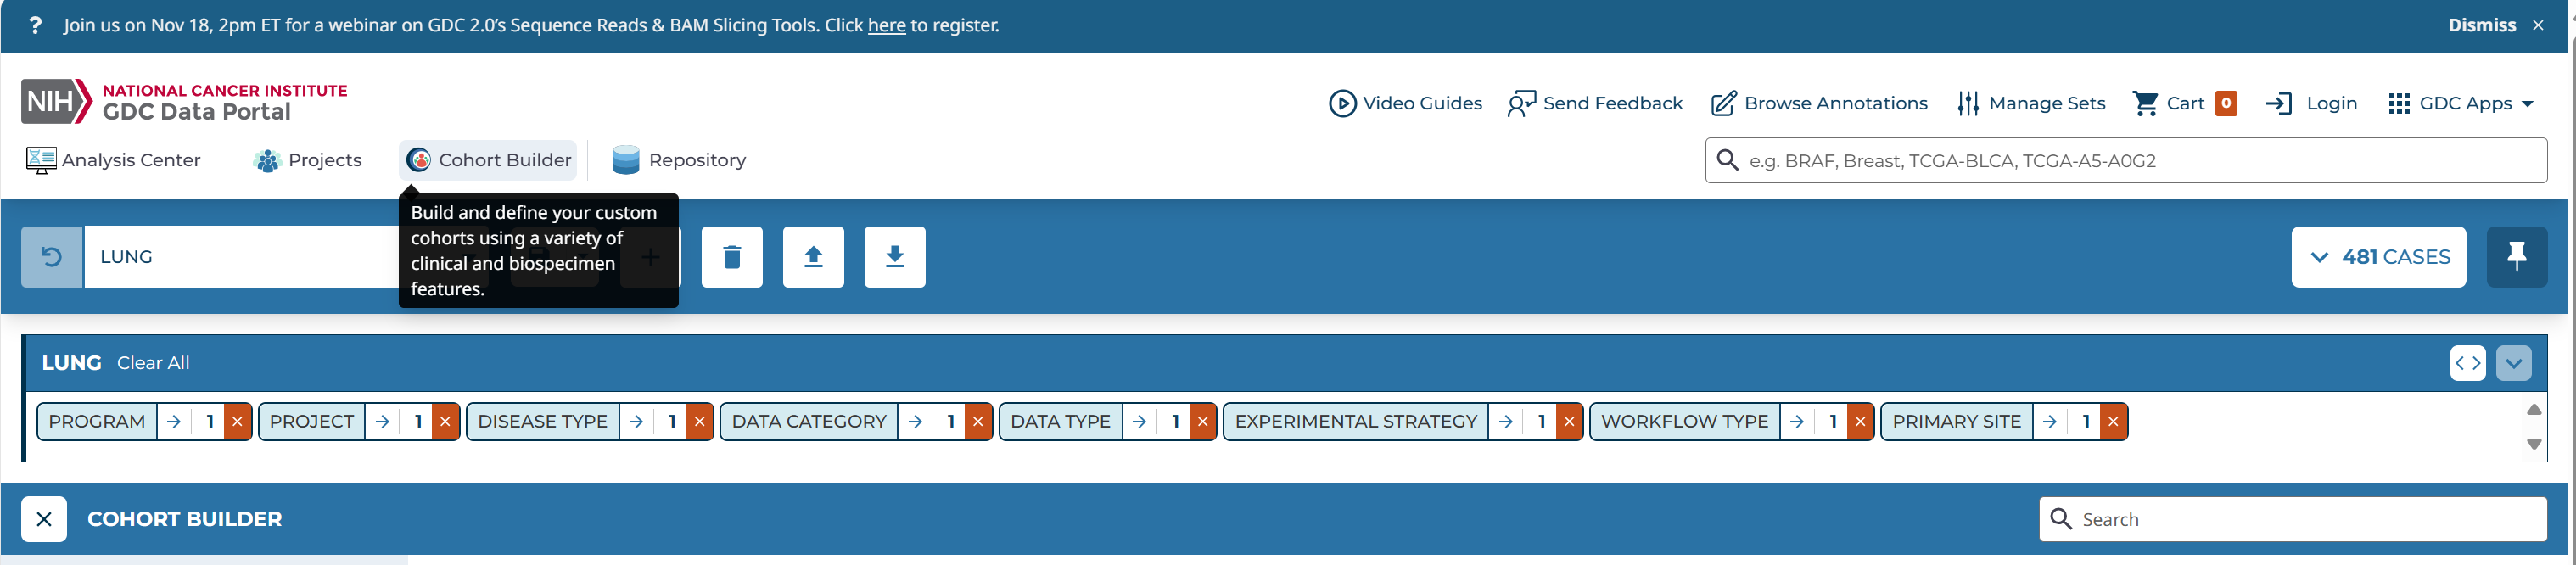 ? Join us on Nov 18, 2pm ET for a webinar on GDC 2.0’s Sequence Reads & BAM Slicing Tools. Click here to register. Dismiss ×
NIH NATIONAL CANCER INSTITUTE
GDC Data Portal
Video Guides Send Feedback Browse Annotations Manage Sets Cart 0 Login GDC Apps
Analysis Center Projects Cohort Builder Repository
e.g. BRAF, Breast, TCGA-BLCA, TCGA-A5-A0G2
Build and define your custom
cohorts using a variety of
clinical and biospecimen
features.
LUNG
481 CASES
LUNG Clear All
PROGRAM 1 PROJECT 1 DISEASE TYPE 1 DATA CATEGORY 1 DATA TYPE 1 EXPERIMENTAL STRATEGY 1 WORKFLOW TYPE 1 PRIMARY SITE 1
COHORT BUILDER
Search